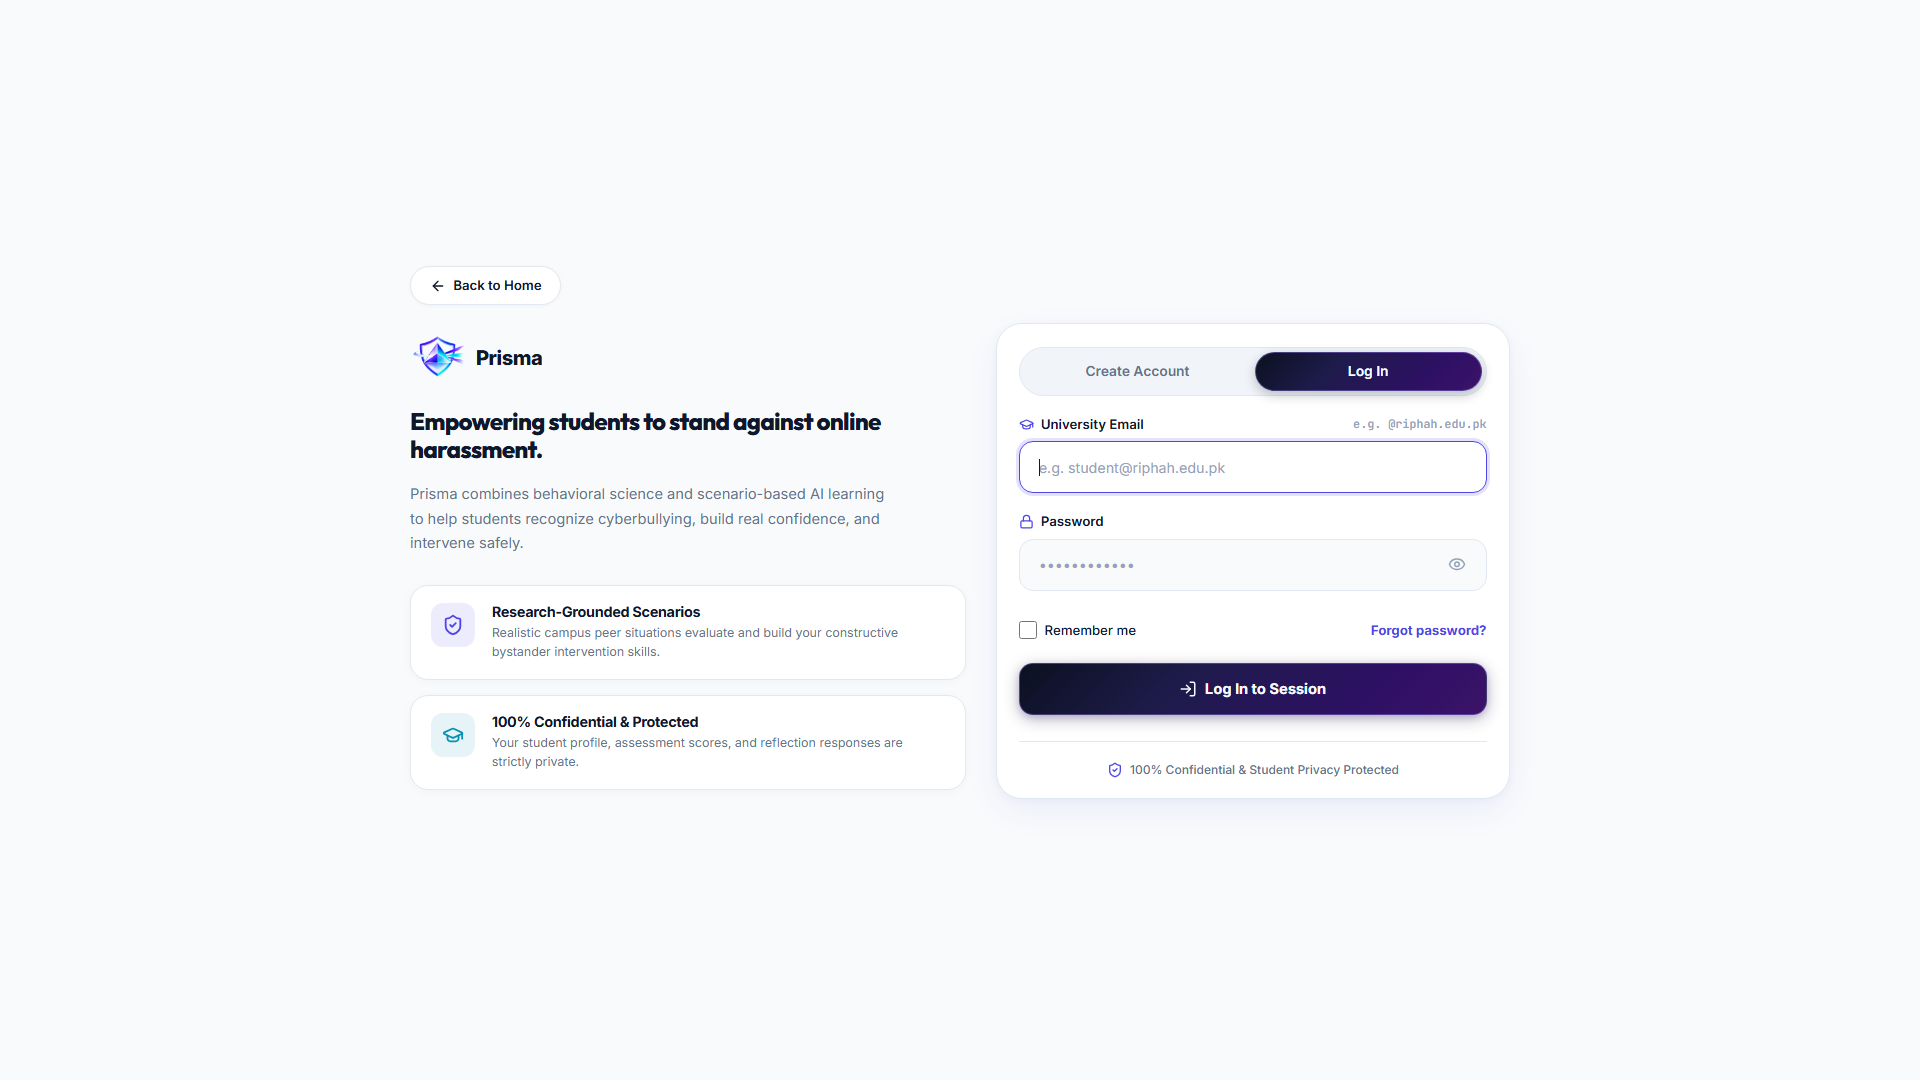 Back to Home
Prisma
Empowering students to stand against online
harassment.
Prisma combines behavioral science and scenario-based AI learning
to help students recognize cyberbullying, build real confidence, and
intervene safely.
Research-Grounded Scenarios
Realistic campus peer situations evaluate and build your constructive
bystander intervention skills.
100% Confidential & Protected
Your student profile, assessment scores, and reflection responses are
strictly private.
Create Account
Log In
University Email
e.g. @riphah.edu.pk
e.g. student@riphah.edu.pk
Password
••••••••••••
Remember me
Forgot password?
Log In to Session
100% Confidential & Student Privacy Protected